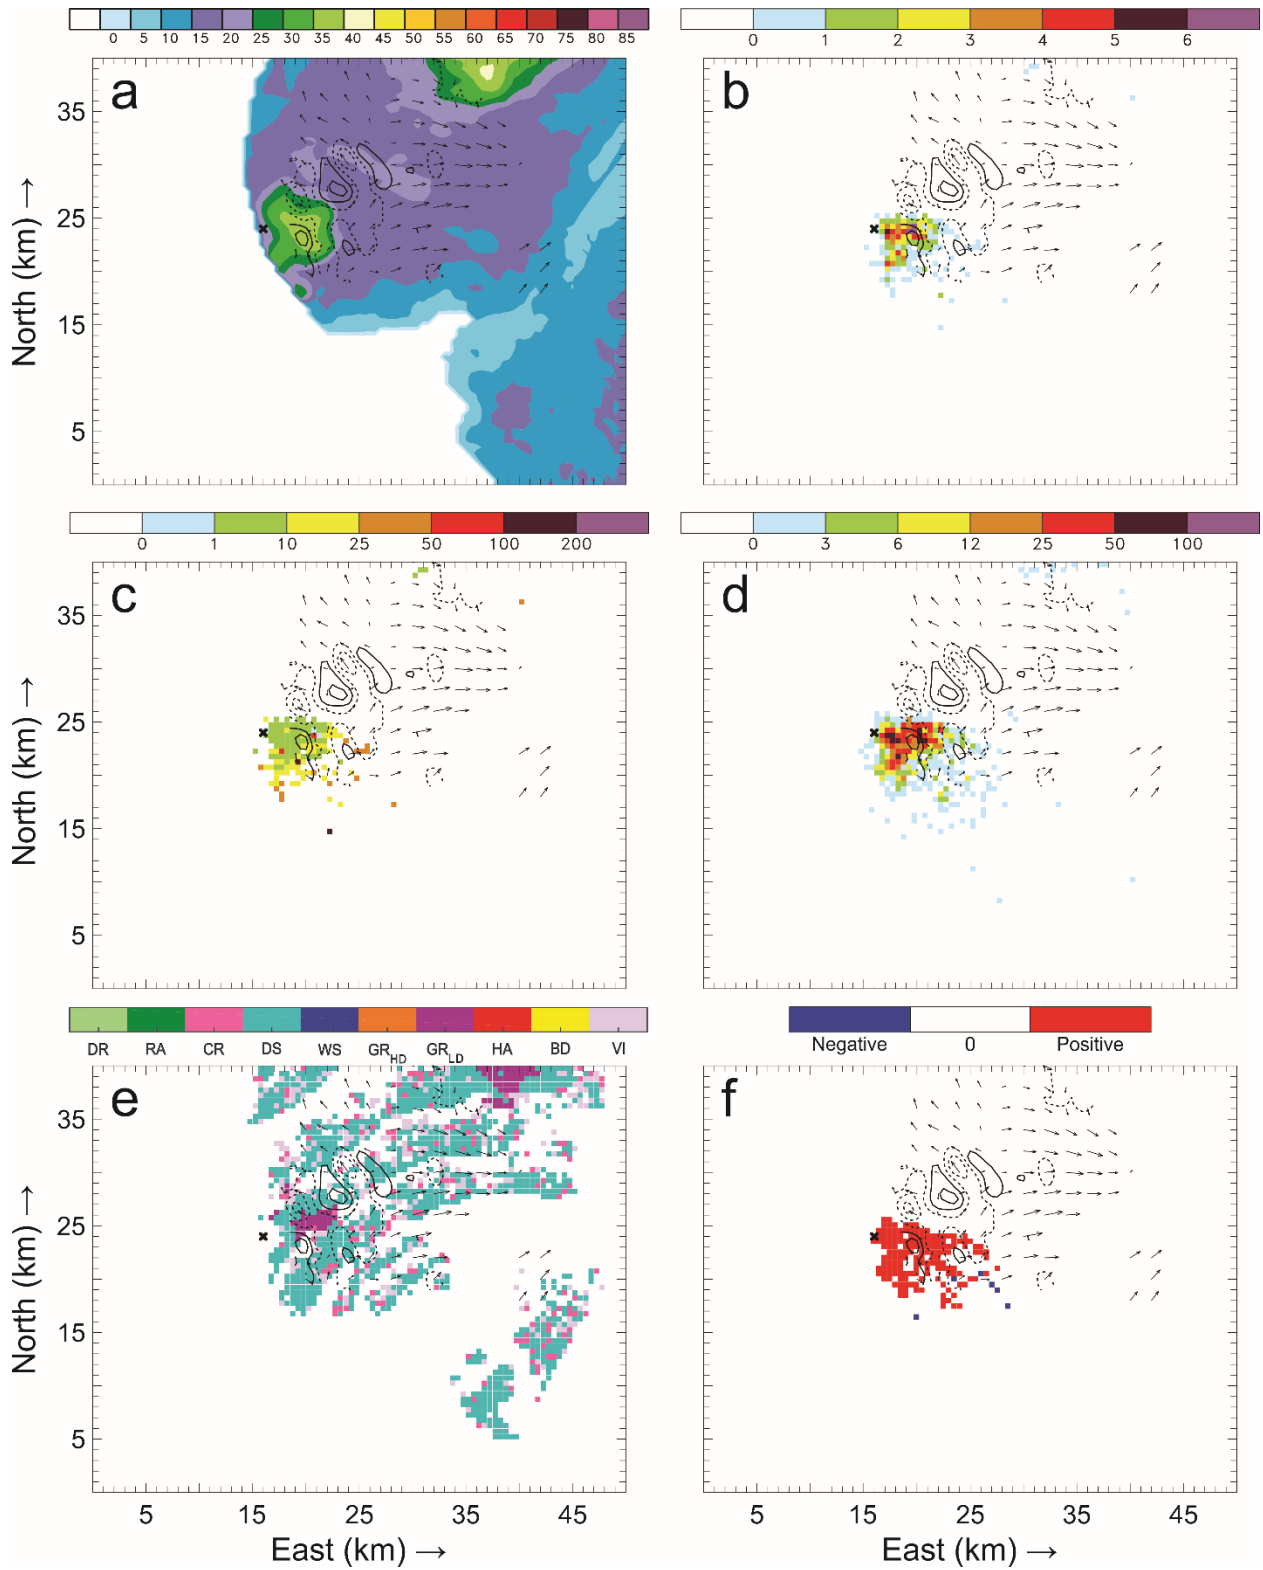 0 5 10 15 20 25 30 35 40 45 50 55 60 65 70 75 80 85
0 1 2 3 4 5 6
a
b
35
25
15
5
North (km) →
0 1 10 25 50 100 200
0 3 6 12 25 50 100
c
d
35
25
15
5
North (km) →
DR RA CR DS WS GR_HD GR_LD HA BD VI
Negative 0 Positive
e
f
35
25
15
5
North (km) →
5 15 25 35 45
5 15 25 35 45
East (km) →
East (km) →